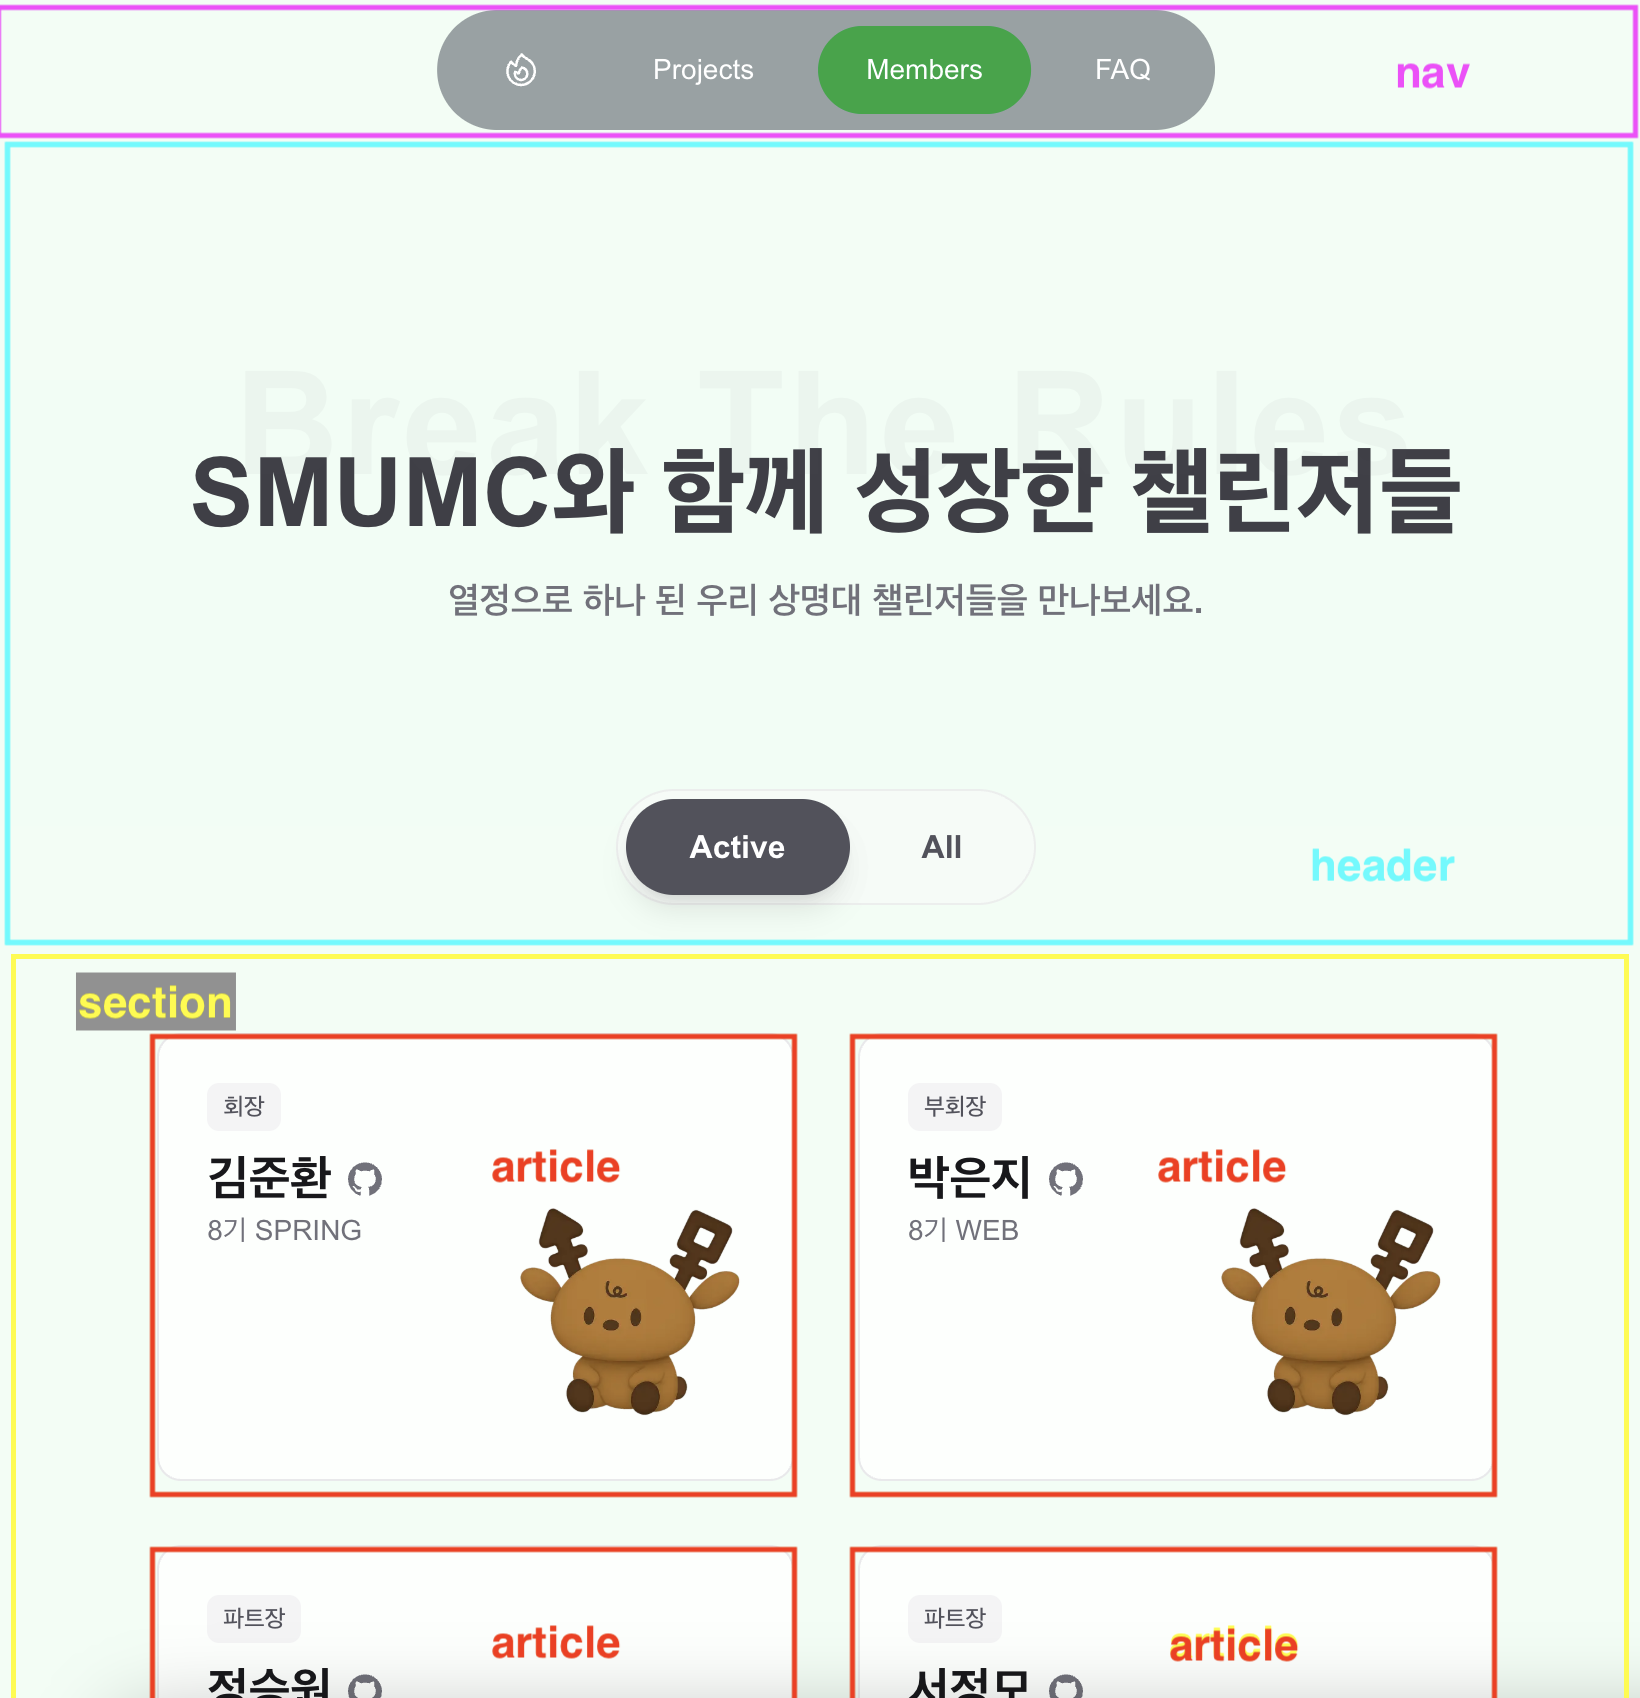 Projects Members FAQ nav
Break The Rules
SMUMC와 함께 성장한 챌린저들
열정으로 하나 된 우리 상명대 챌린저들을 만나보세요.
Active All
header
section
회장
김준환
8기 SPRING
article
부회장
박은지
8기 WEB
article
파트장
정승원
article
파트장
서정모
article